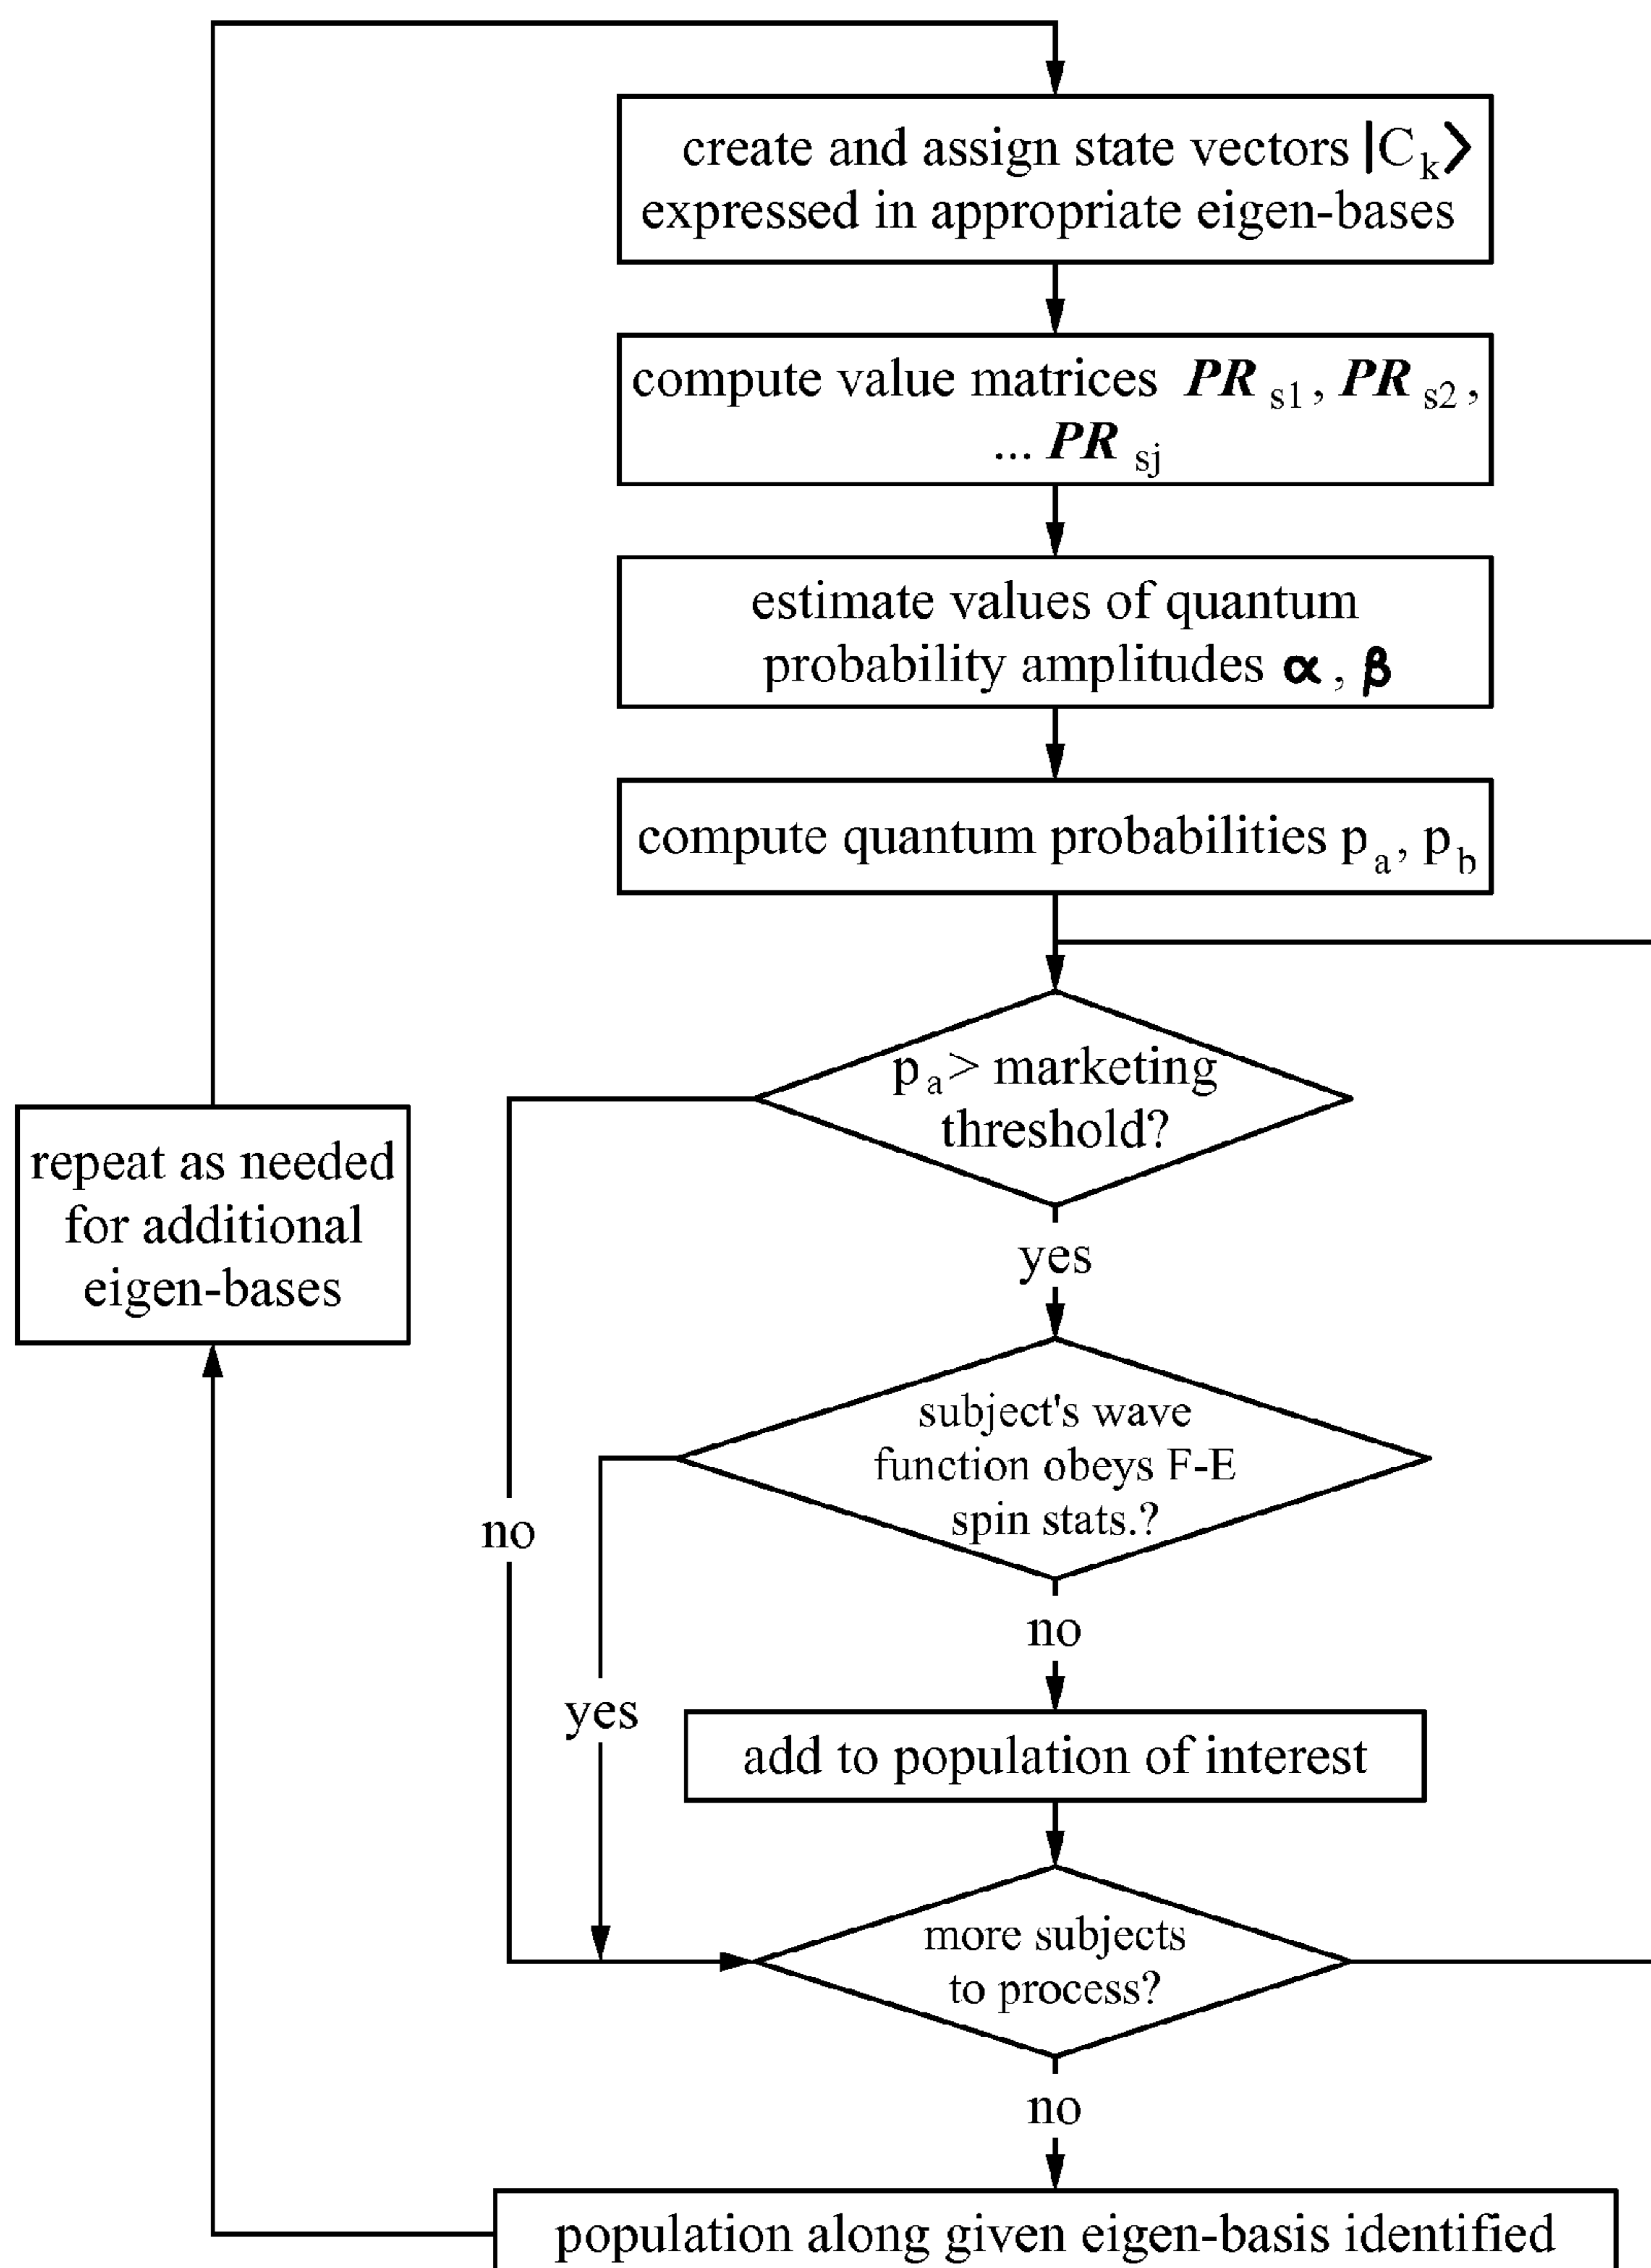 create and assign state vectors |Ck⟩
expressed in appropriate eigen-bases
compute value matrices PR s1, PR s2,
... PR sj
estimate values of quantum
probability amplitudes α, β
compute quantum probabilities pa, pb
pa> marketing
threshold?
repeat as needed
for additional
eigen-bases
yes
subject's wave
function obeys F-E
spin stats.?
no
no
yes
add to population of interest
more subjects
to process?
no
population along given eigen-basis identified